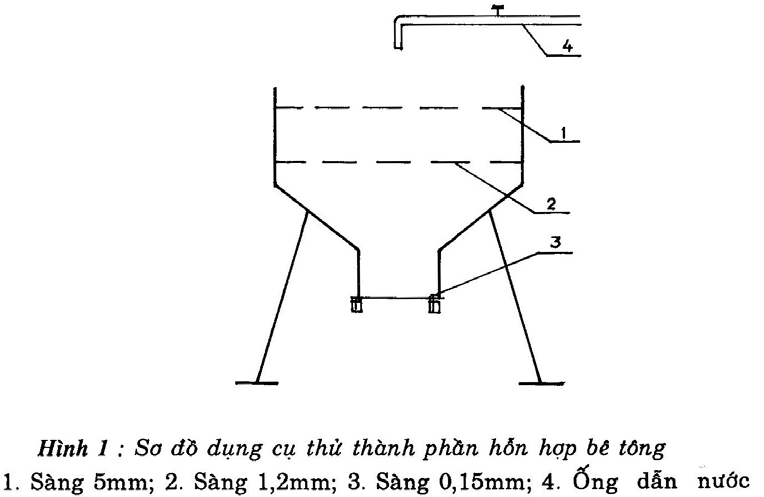 4
1
2
3
Hình 1 : Sơ đồ dụng cụ thử thành phần hỗn hợp bê tông
1. Sàng 5mm; 2. Sàng 1,2mm; 3. Sàng 0,15mm; 4. Ống dẫn nước